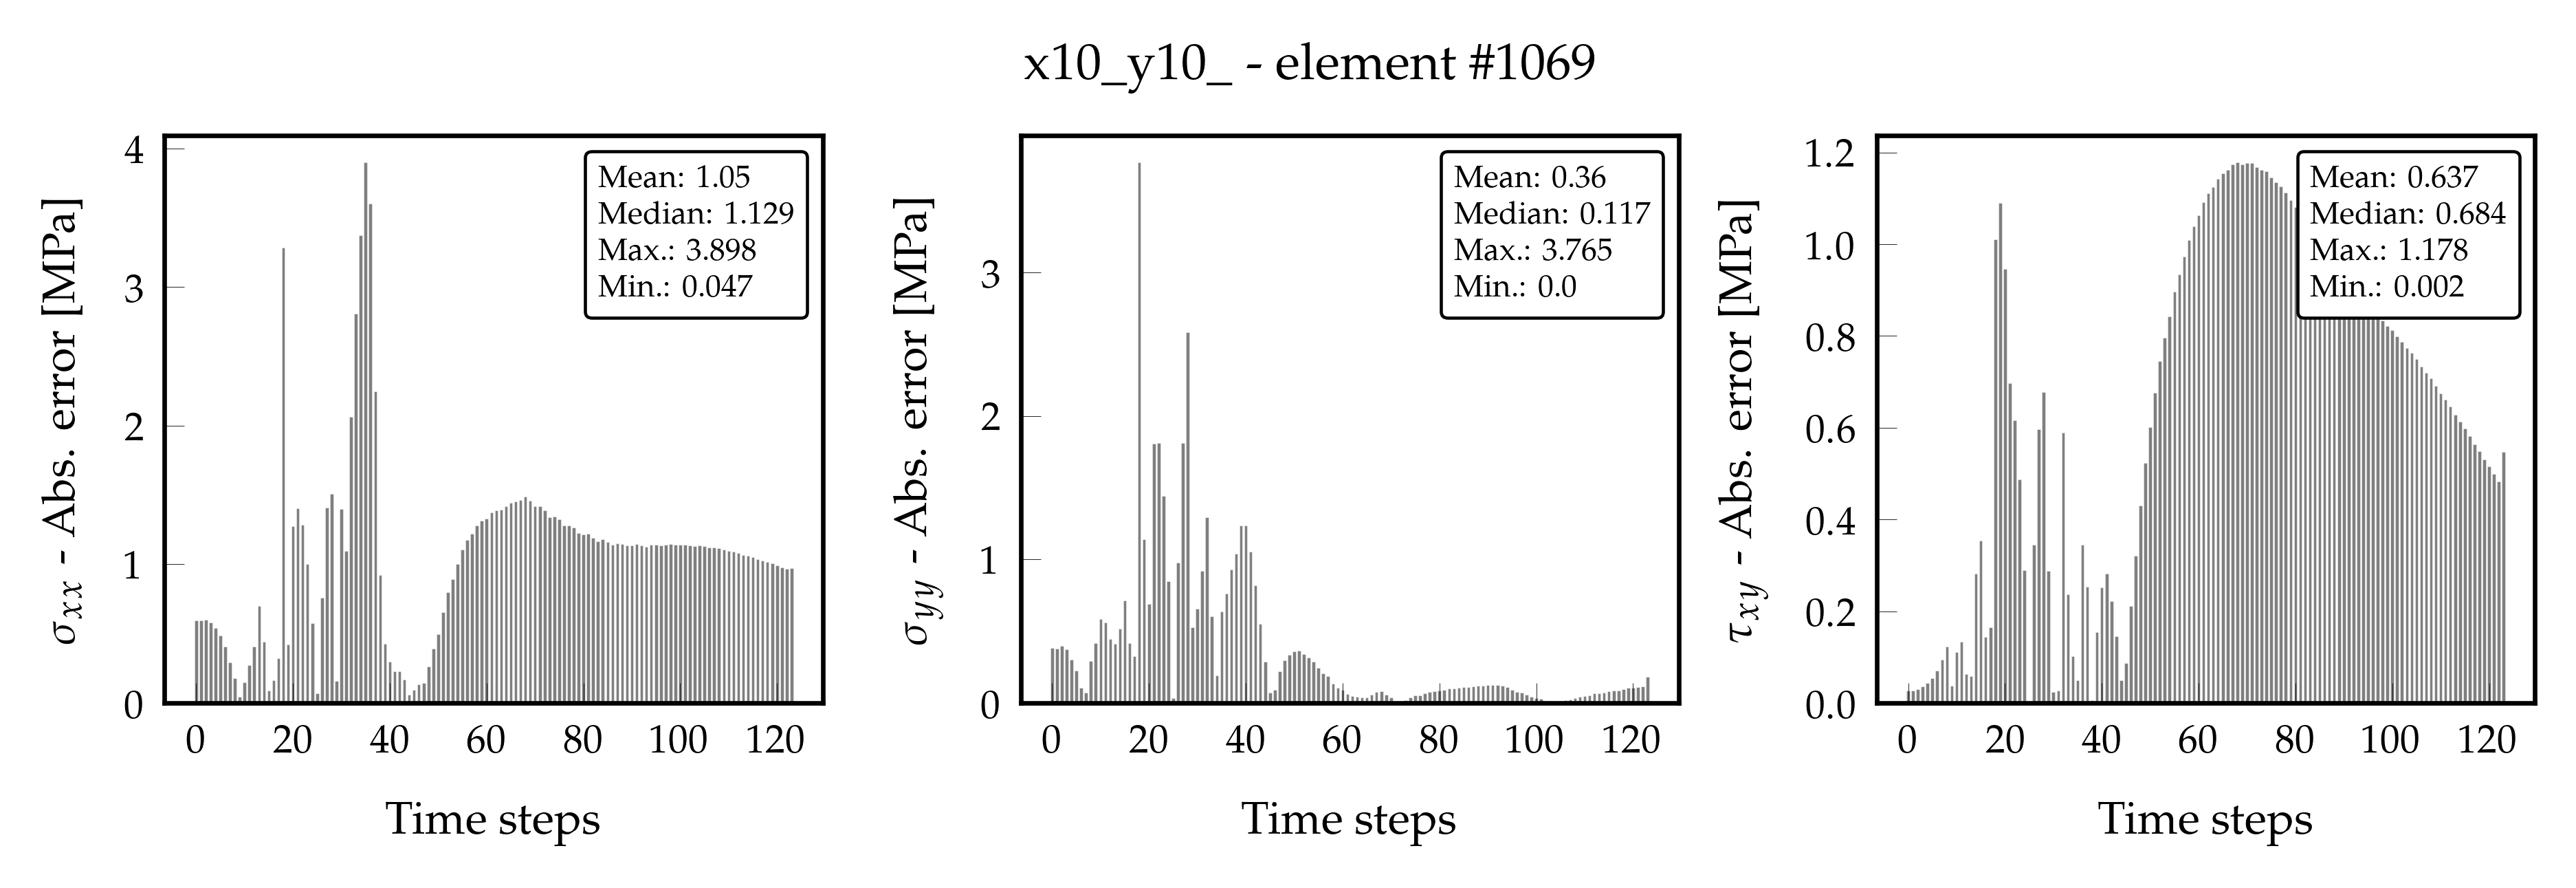 x10_y10_ - element #1069
σxx - Abs. error [MPa]
4
3
2
1
0
0 20 40 60 80 100 120
Time steps
Mean: 1.05
Median: 1.129
Max.: 3.898
Min.: 0.047
σyy - Abs. error [MPa]
3
2
1
0
0 20 40 60 80 100 120
Time steps
Mean: 0.36
Median: 0.117
Max.: 3.765
Min.: 0.0
τxy - Abs. error [MPa]
1.2
1.0
0.8
0.6
0.4
0.2
0.0
0 20 40 60 80 100 120
Time steps
Mean: 0.637
Median: 0.684
Max.: 1.178
Min.: 0.002